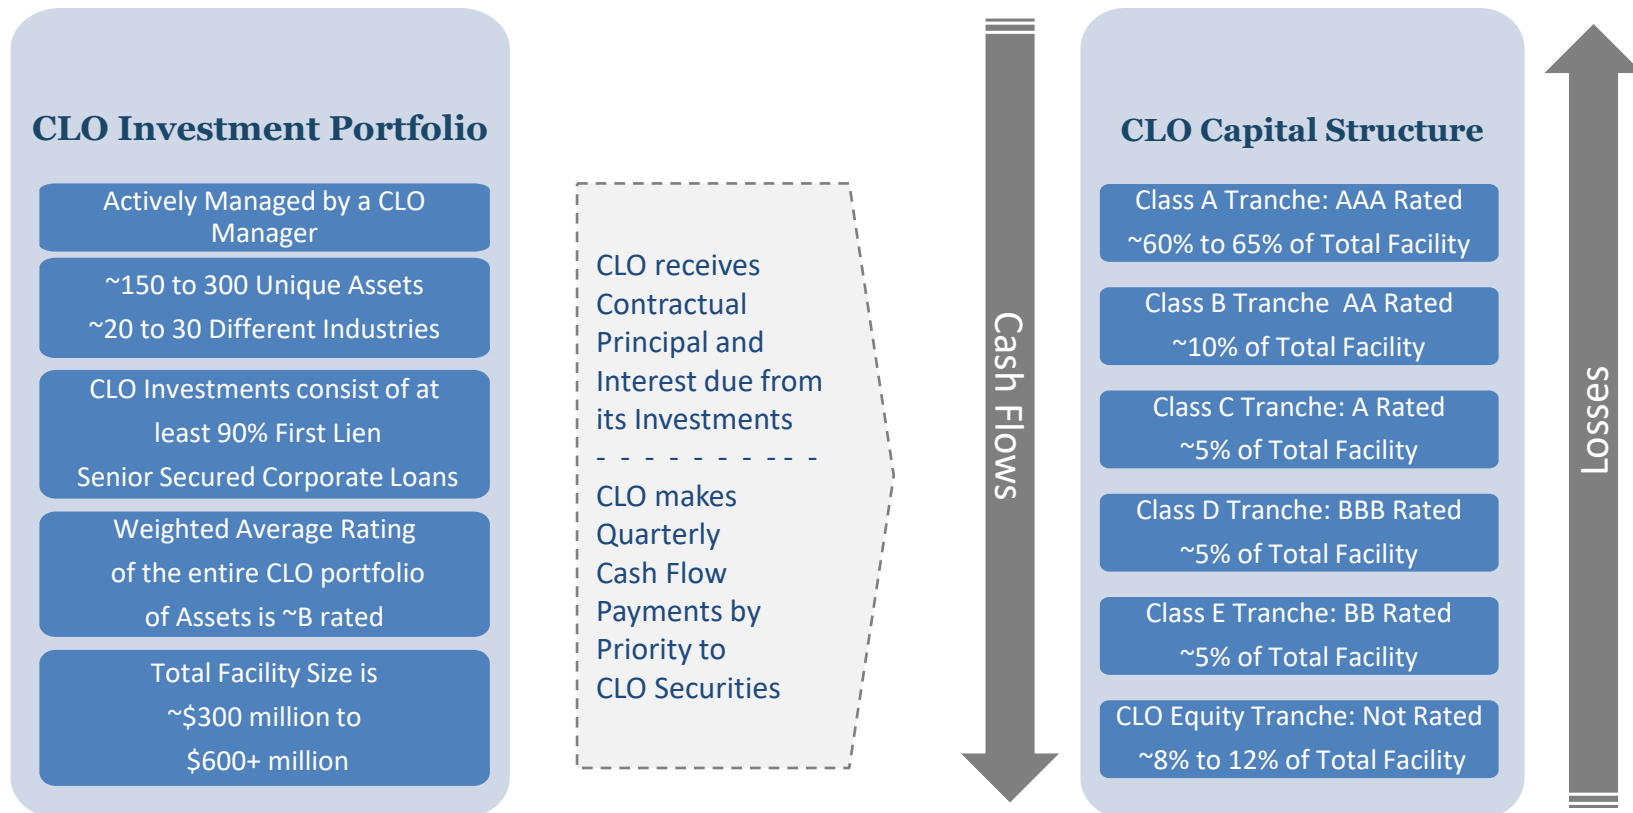 CLO Investment Portfolio
Actively Managed by a CLO
Manager
~150 to 300 Unique Assets
~20 to 30 Different Industries
CLO Investments consist of at
least 90% First Lien
Senior Secured Corporate Loans
Weighted Average Rating
of the entire CLO portfolio
of Assets is ~B rated
Total Facility Size is
~$300 million to
$600+ million
CLO receives
Contractual
Principal and
Interest due from
its Investments
- - - - - - - - - -
CLO makes
Quarterly
Cash Flow
Payments by
Priority to
CLO Securities
Cash Flows
CLO Capital Structure
Class A Tranche: AAA Rated
~60% to 65% of Total Facility
Class B Tranche  AA Rated
~10% of Total Facility
Class C Tranche: A Rated
~5% of Total Facility
Class D Tranche: BBB Rated
~5% of Total Facility
Class E Tranche: BB Rated
~5% of Total Facility
CLO Equity Tranche: Not Rated
~8% to 12% of Total Facility
Losses